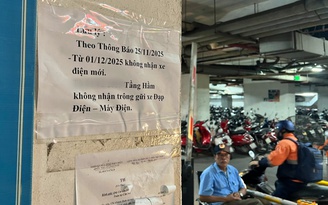 Theo Thông Báo 25/11/2025
-Từ 01/12/2025 không nhận xe
điện mới.
Tầng Hầm
không nhận trông gửi xe Đạp
Điện – Máy Điện.